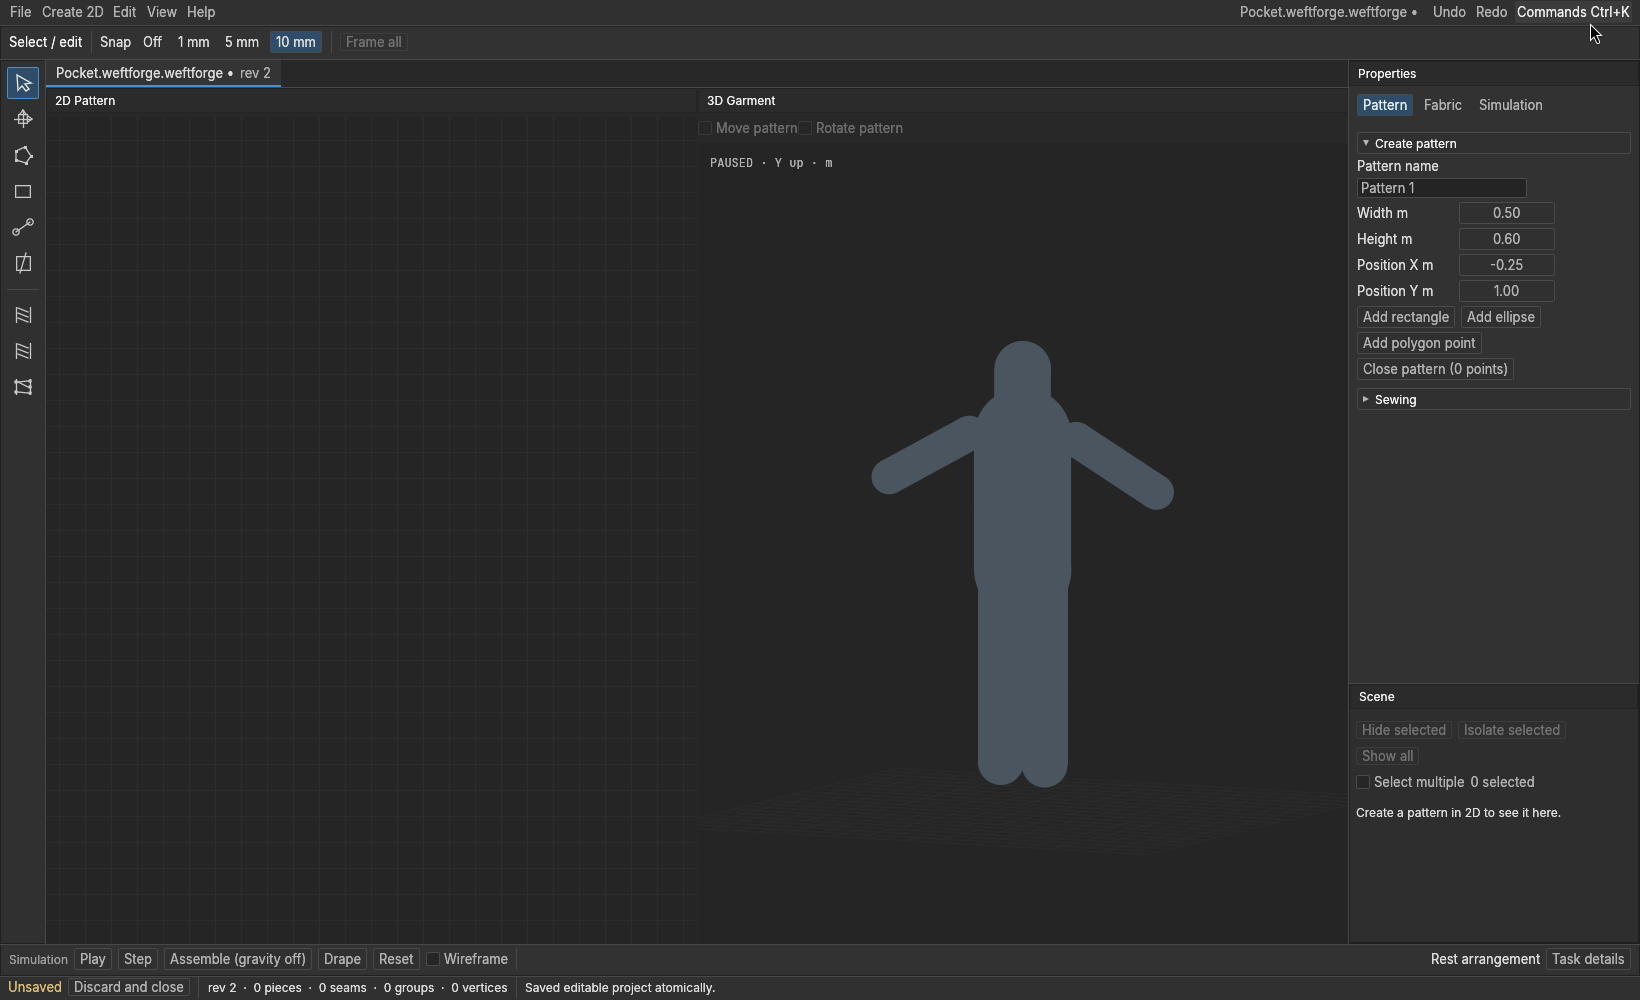 File Create 2D Edit View Help Pocket.weftforge.weftforge • Undo Redo Commands Ctrl+K
Select / edit Snap Off 1 mm 5 mm 10 mm Frame all
Pocket.weftforge.weftforge • rev 2
2D Pattern
3D Garment
Move pattern Rotate pattern
PAUSED · Y up · m
Properties
Pattern Fabric Simulation
Create pattern
Pattern name
Pattern 1
Width m 0.50
Height m 0.60
Position X m -0.25
Position Y m 1.00
Add rectangle Add ellipse
Add polygon point
Close pattern (0 points)
Sewing
Scene
Hide selected Isolate selected
Show all
Select multiple 0 selected
Create a pattern in 2D to see it here.
Simulation Play Step Assemble (gravity off) Drape Reset Wireframe Rest arrangement Task details
Unsaved Discard and close rev 2 · 0 pieces · 0 seams · 0 groups · 0 vertices Saved editable project atomically.